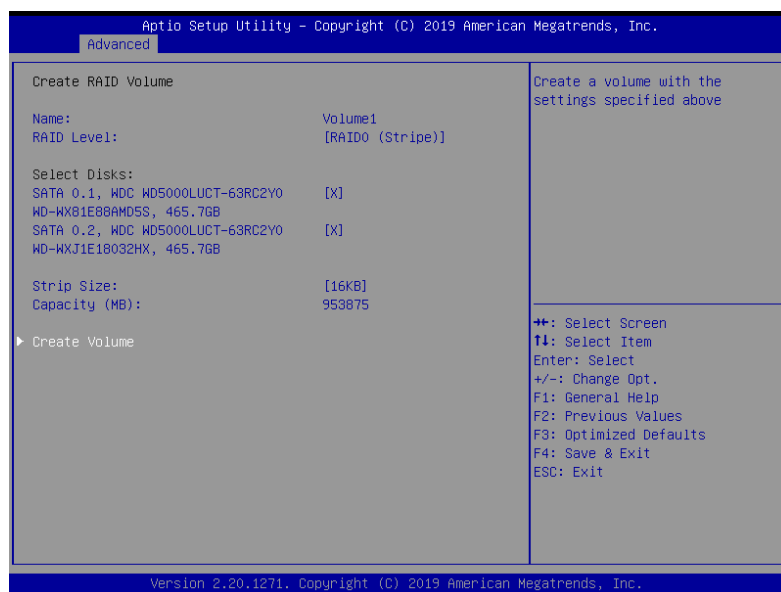 Aptio Setup Utility – Copyright (C) 2019 American Megatrends, Inc.
Advanced
Create RAID Volume
Name: Volume1
RAID Level: [RAID0 (Stripe)]
Select Disks:
SATA 0.1, WDC WD5000LUCT-63RC2Y0 [X]
WD-WX81E88AMD5S, 465.7GB
SATA 0.2, WDC WD5000LUCT-63RC2Y0 [X]
WD-WXJ1E18032HX, 465.7GB
Strip Size: [16KB]
Capacity (MB): 953875
Create Volume
Create a volume with the
settings specified above
→←: Select Screen
↑↓: Select Item
Enter: Select
+/-: Change Opt.
F1: General Help
F2: Previous Values
F3: Optimized Defaults
F4: Save & Exit
ESC: Exit
Version 2.20.1271. Copyright (C) 2019 American Megatrends, Inc.